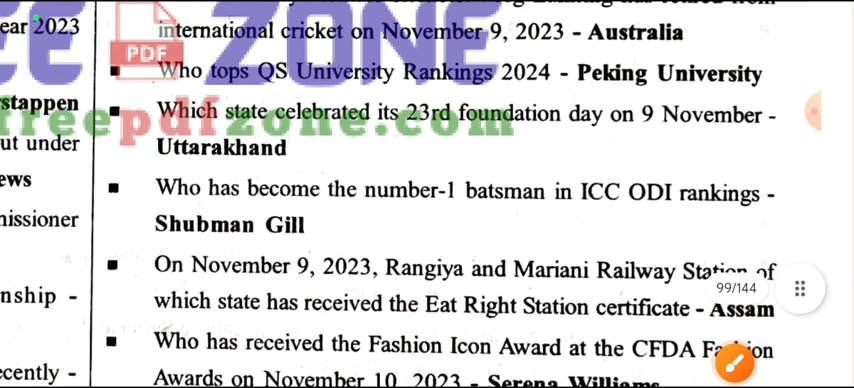 ear 2023
stappen
ut under
ews
nissioner
nship -
ecently -
international cricket on November 9, 2023 - Australia
Who tops QS University Rankings 2024 - Peking University
Which state celebrated its 23rd foundation day on 9 November -
Uttarakhand
Who has become the number-1 batsman in ICC ODI rankings -
Shubman Gill
On November 9, 2023, Rangiya and Mariani Railway Station of
which state has received the Eat Right Station certificate - Assam
Who has received the Fashion Icon Award at the CFDA Fashion
Awards on November 10, 2023 - Serena Williams
EE PDF ZONE
freepdfzone.com
99/144